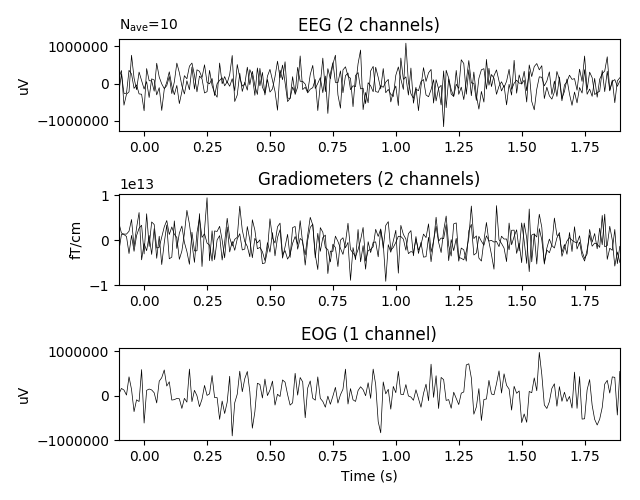 N_ave=10
EEG (2 channels)
1000000
0
−1000000
uV
0.00 0.25 0.50 0.75 1.00 1.25 1.50 1.75
Gradiometers (2 channels)
1e13
1
0
−1
fT/cm
0.00 0.25 0.50 0.75 1.00 1.25 1.50 1.75
EOG (1 channel)
1000000
0
−1000000
uV
0.00 0.25 0.50 0.75 1.00 1.25 1.50 1.75
Time (s)